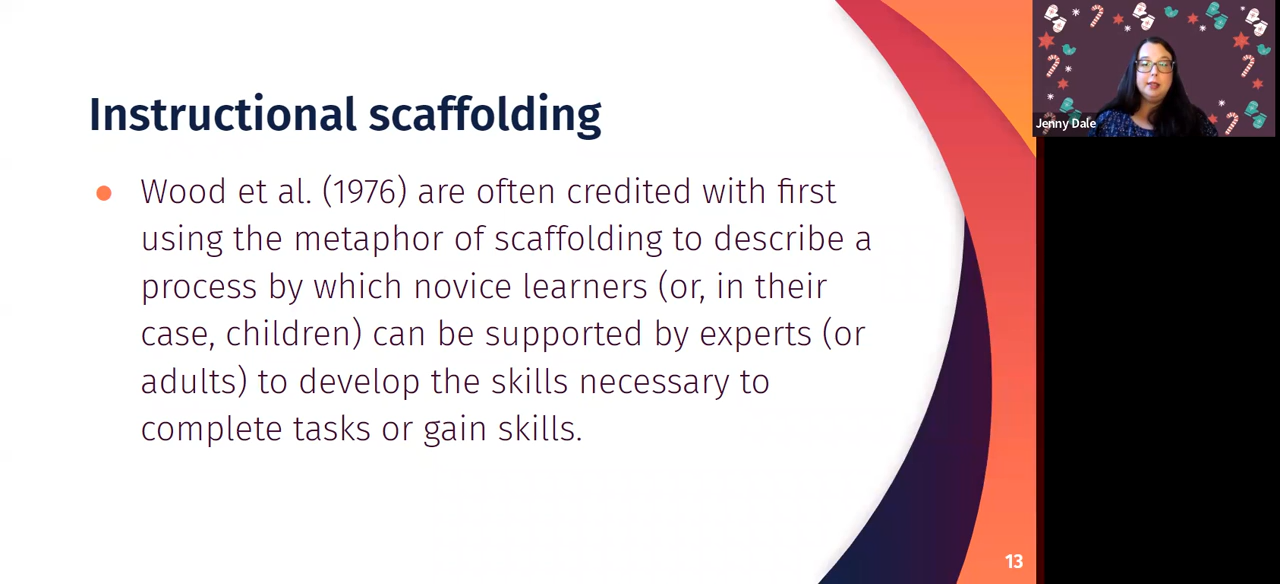 Instructional scaffolding
Wood et al. (1976) are often credited with first
using the metaphor of scaffolding to describe a
process by which novice learners (or, in their
case, children) can be supported by experts (or
adults) to develop the skills necessary to
complete tasks or gain skills.
Jenny Dale
13